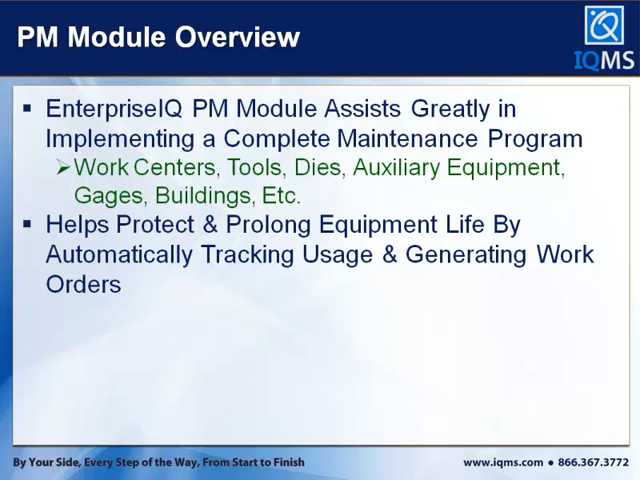 PM Module Overview
IQMS
EnterpriseIQ PM Module Assists Greatly in
Implementing a Complete Maintenance Program
Work Centers, Tools, Dies, Auxiliary Equipment,
Gages, Buildings, Etc.
Helps Protect & Prolong Equipment Life By
Automatically Tracking Usage & Generating Work
Orders
By Your Side, Every Step of the Way, From Start to Finish
www.iqms.com ● 866.367.3772